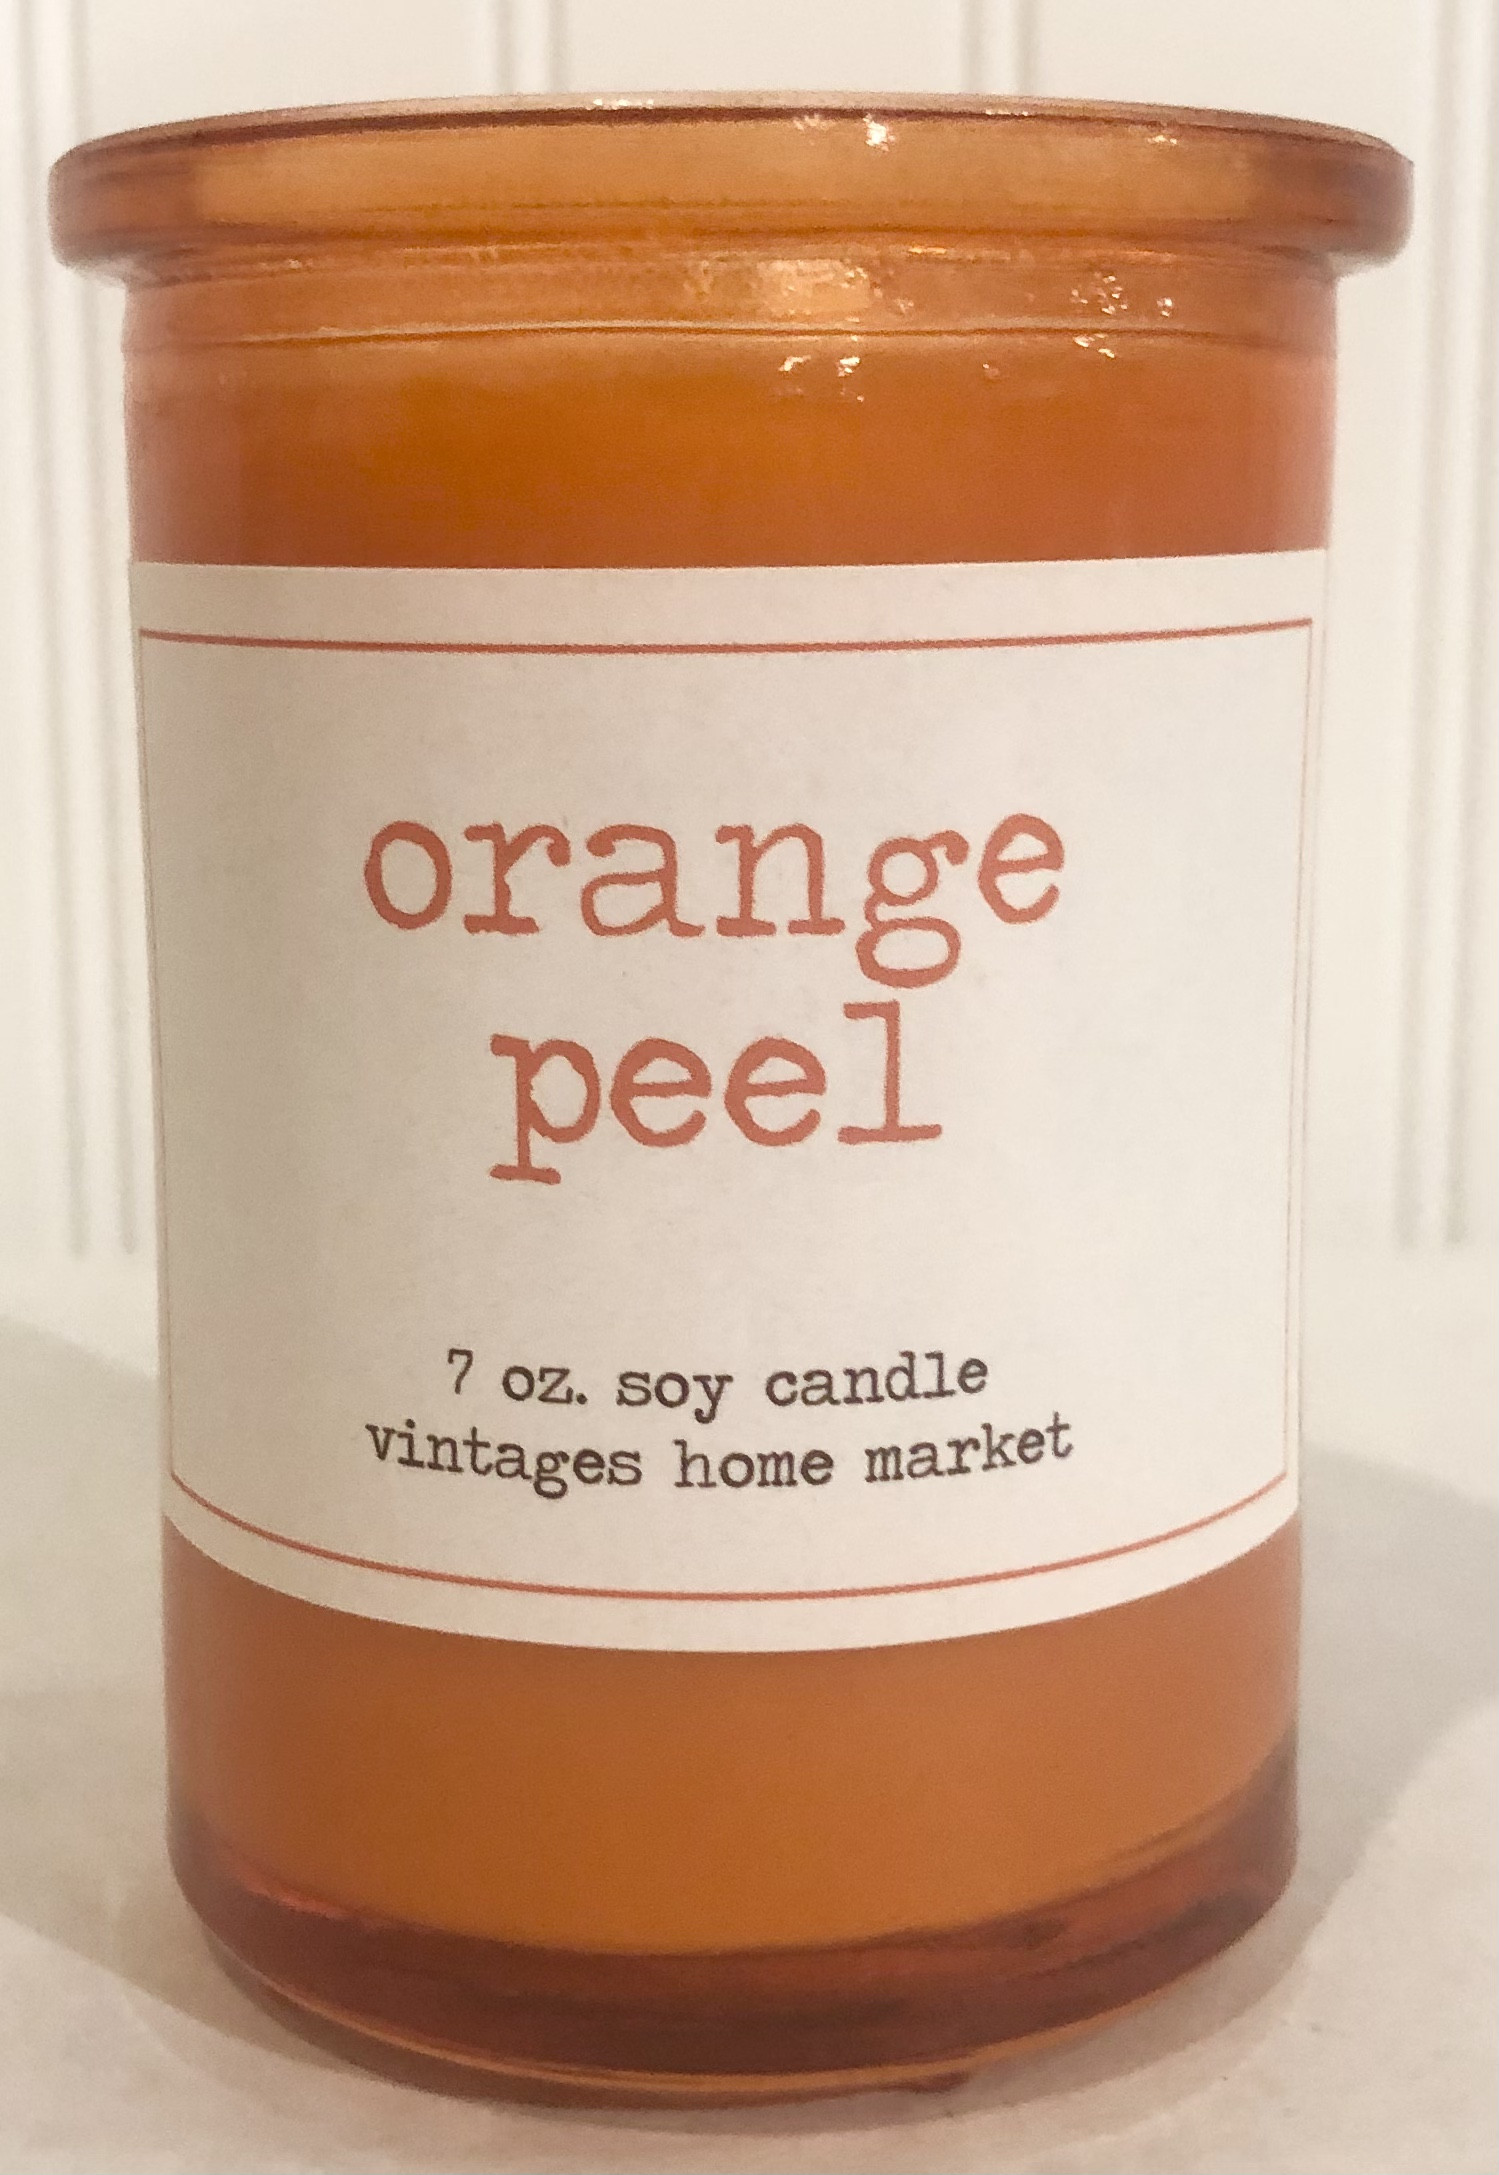 orange
peel
7 oz. soy candle
vintages home market